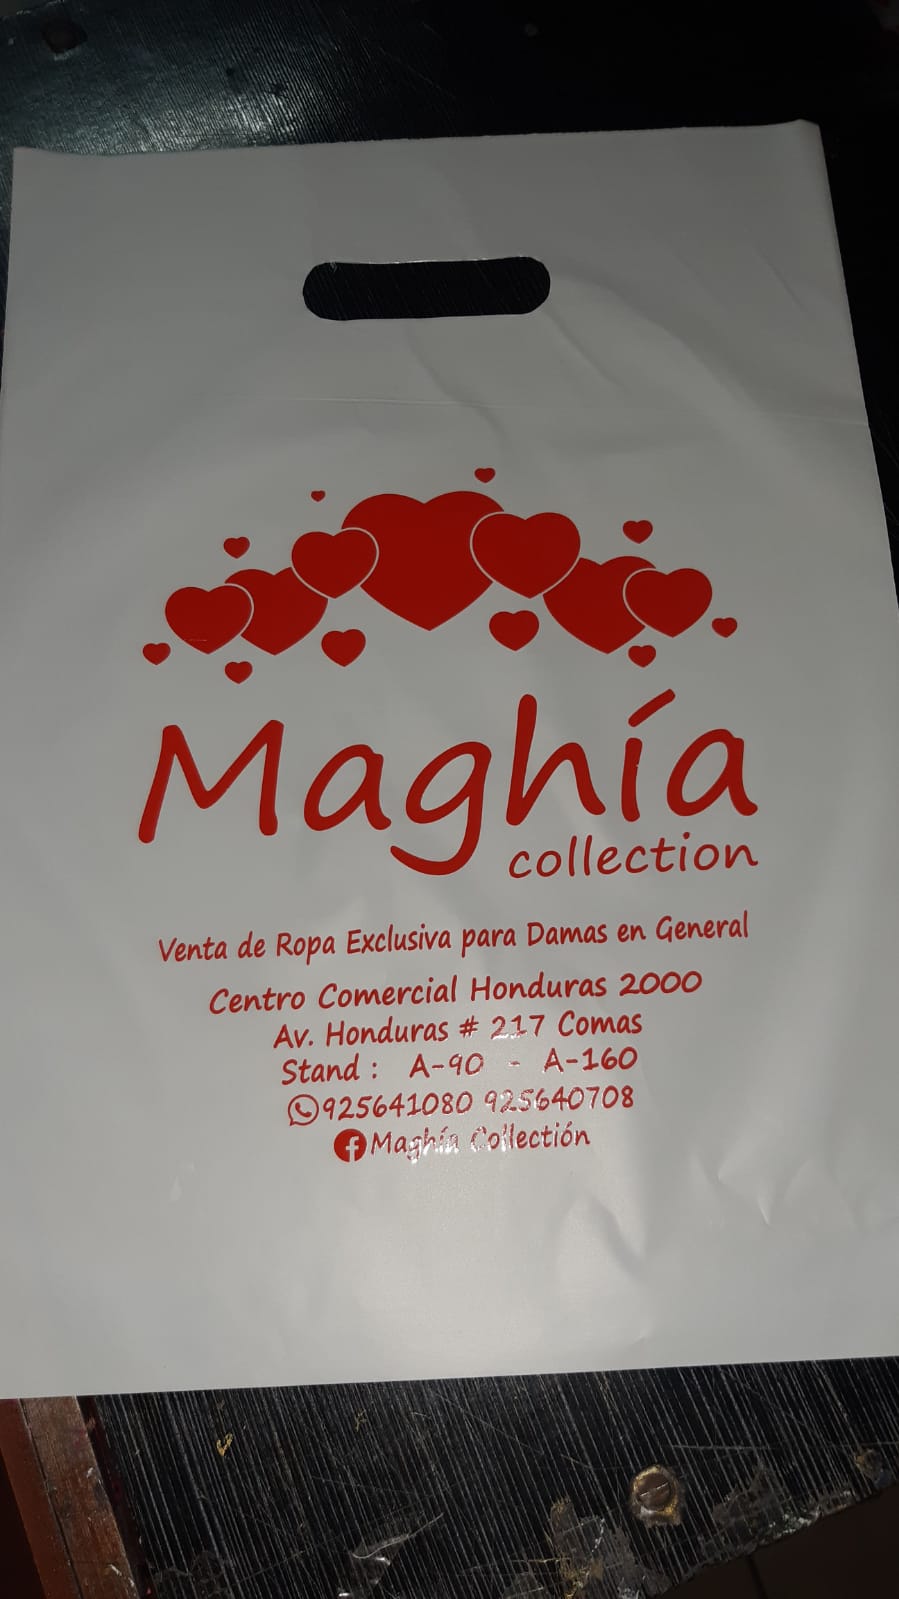 Maghía
collection
Venta de Ropa Exclusiva para Damas en General
Centro Comercial Honduras 2000
Av. Honduras # 217 Comas
Stand : A-90 - A-160
925641080 925640708
Maghía Collectión